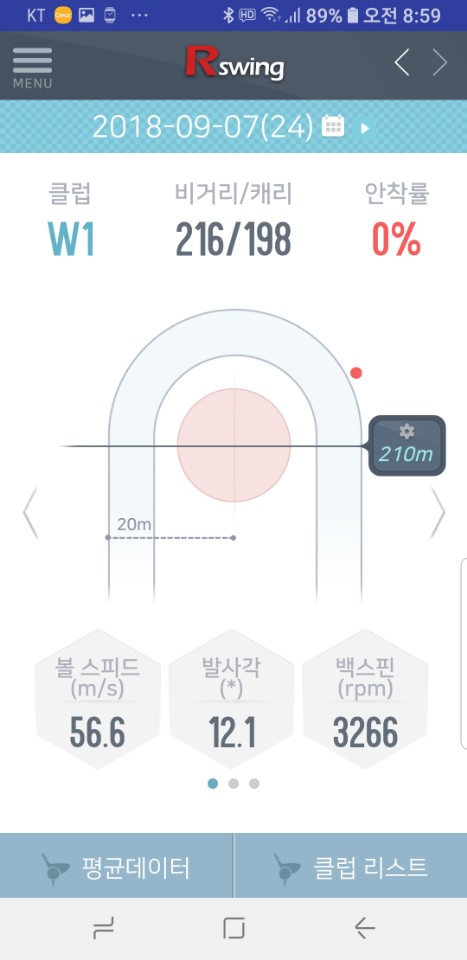 KT Clear ... HD 89% 오전 8:59
MENU
Rswing
2018-09-07(24)
클럽 비거리/캐리 안착률
W1 216/198 0%
210m
20m
볼 스피드 발사각 백스핀
(m/s) (*) (rpm)
56.6 12.1 3266
평균데이터 클럽 리스트